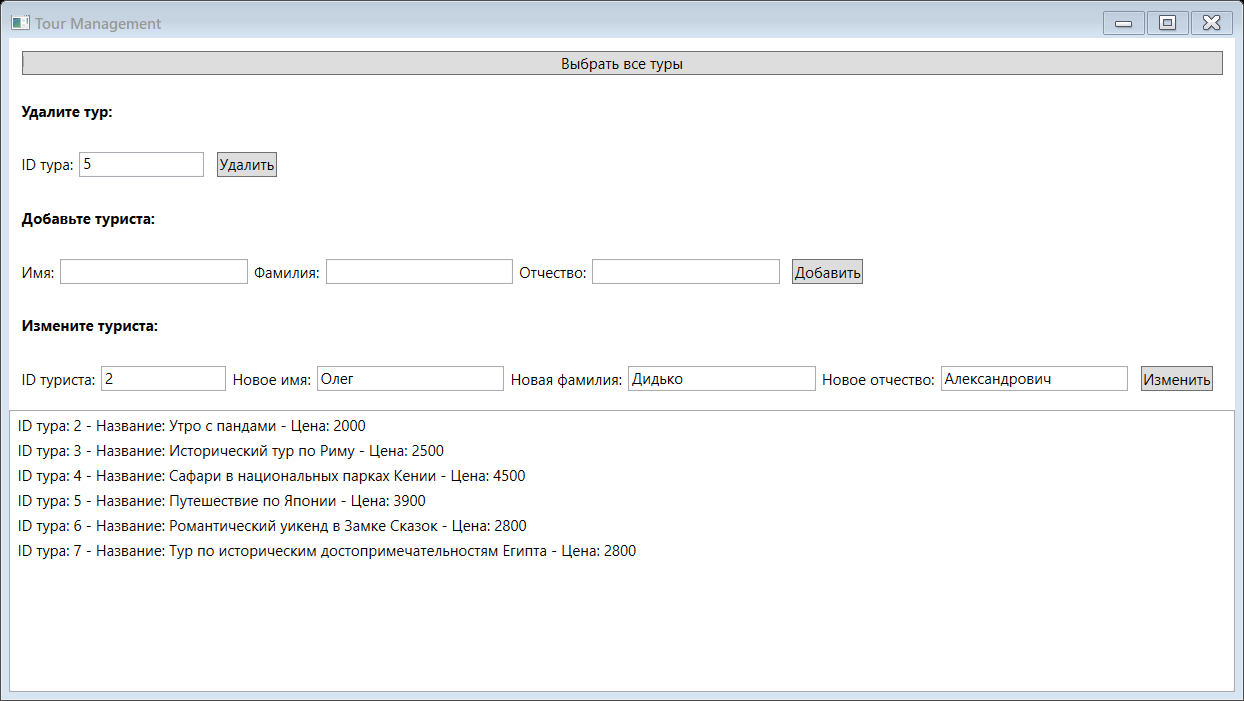 Tour Management
Выбрать все туры
Удалите тур:
ID тура: 5 Удалить
Добавьте туриста:
Имя: Фамилия: Отчество: Добавить
Измените туриста:
ID туриста: 2 Новое имя: Олег Новая фамилия: Дидько Новое отчество: Александрович Изменить
ID тура: 2 - Название: Утро с пандами - Цена: 2000
ID тура: 3 - Название: Исторический тур по Риму - Цена: 2500
ID тура: 4 - Название: Сафари в национальных парках Кении - Цена: 4500
ID тура: 5 - Название: Путешествие по Японии - Цена: 3900
ID тура: 6 - Название: Романтический уикенд в Замке Сказок - Цена: 2800
ID тура: 7 - Название: Тур по историческим достопримечательностям Египта - Цена: 2800